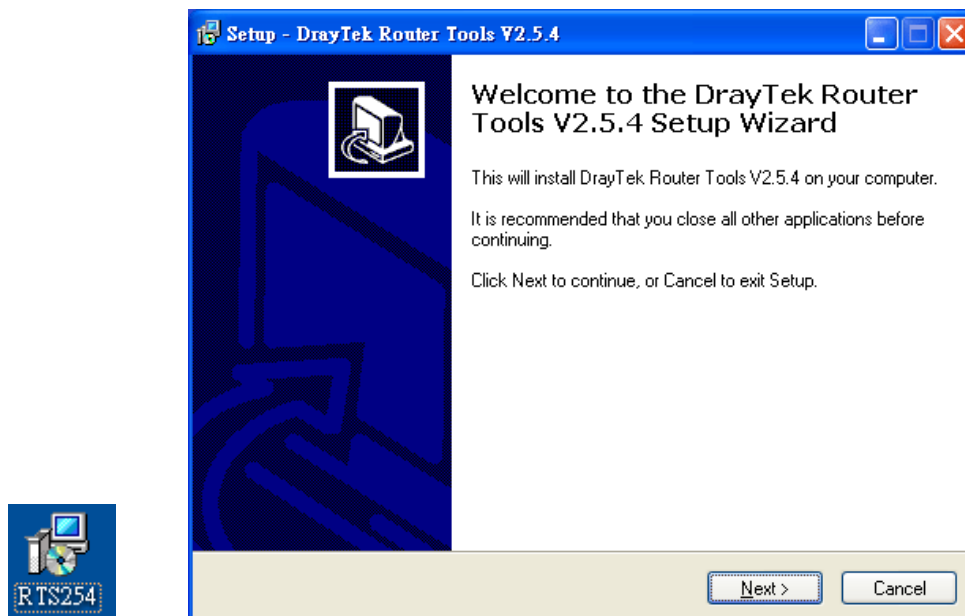 Setup - DrayTek Router Tools V2.5.4
Welcome to the DrayTek Router
Tools V2.5.4 Setup Wizard
This will install DrayTek Router Tools V2.5.4 on your computer.
It is recommended that you close all other applications before
continuing.
Click Next to continue, or Cancel to exit Setup.
RTS254
Next >
Cancel